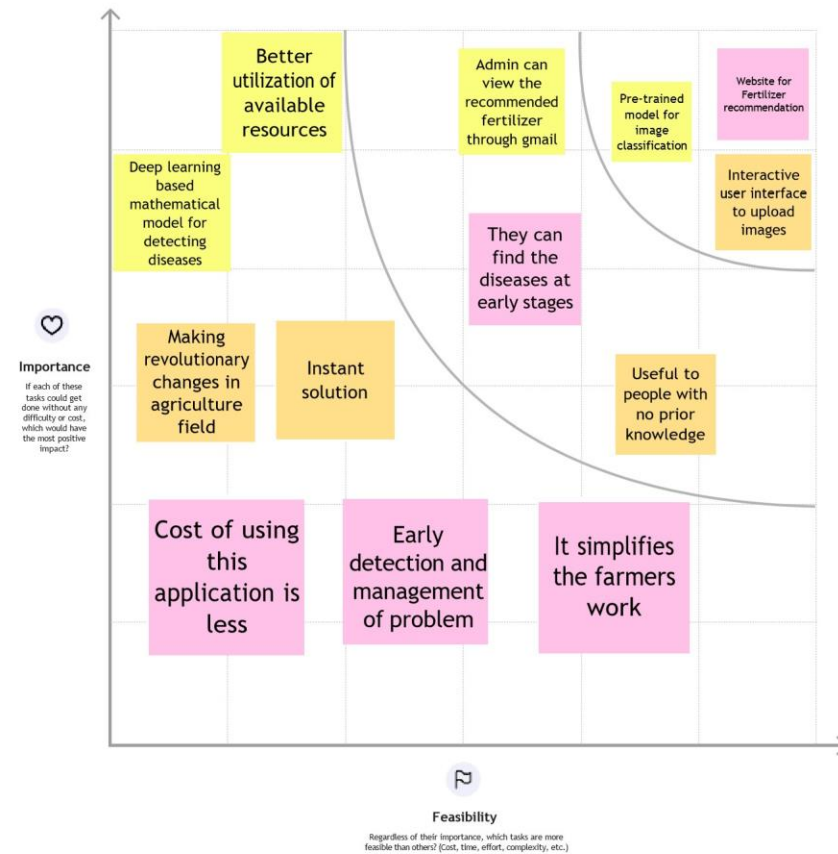 Better
utilization of
available
resources
Admin can
view the
recommended
fertilizer
through gmail
Pre-trained
model for
image
classification
Website for
Fertilizer
recommendation
Deep learning
based
mathematical
model for
detecting
diseases
Interactive
user interface
to upload
images
They can
find the
diseases at
early stages
Making
revolutionary
changes in
agriculture
field
Instant
solution
Useful to
people with
no prior
knowledge
Importance
If each of these
tasks could get
done without any
difficulty or cost,
which would have
the most positive
impact?
Cost of using
this
application is
less
Early
detection and
management
of problem
It simplifies
the farmers
work
Feasibility
Regardless of their importance, which tasks are more
feasible than others? (Cost, time, effort, complexity, etc.)